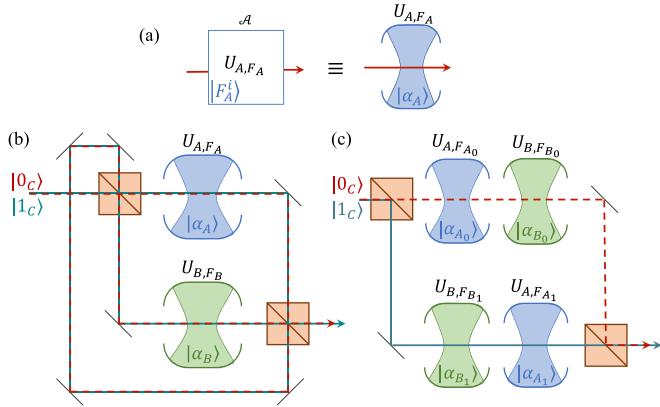 𝒜
U_{A,F_A}
(a)
U_{A,F_A}
≡
|F_A^i⟩
|α_A⟩
(b)
U_{A,F_A}
|0_C⟩
|1_C⟩
|α_A⟩
U_{B,F_B}
|α_B⟩
(c)
U_{A,F_{A_0}} U_{B,F_{B_0}}
|0_C⟩
|1_C⟩
|α_{A_0}⟩ |α_{B_0}⟩
U_{B,F_{B_1}} U_{A,F_{A_1}}
|α_{B_1}⟩ |α_{A_1}⟩